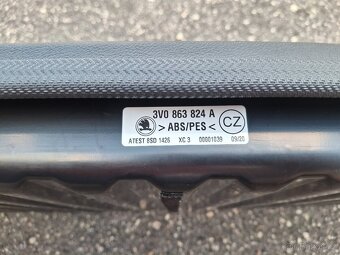 3V0 863 824 A
> ABS/PES <
CZ
ATEST 8SD 1426 XC 3 00001039 09/20